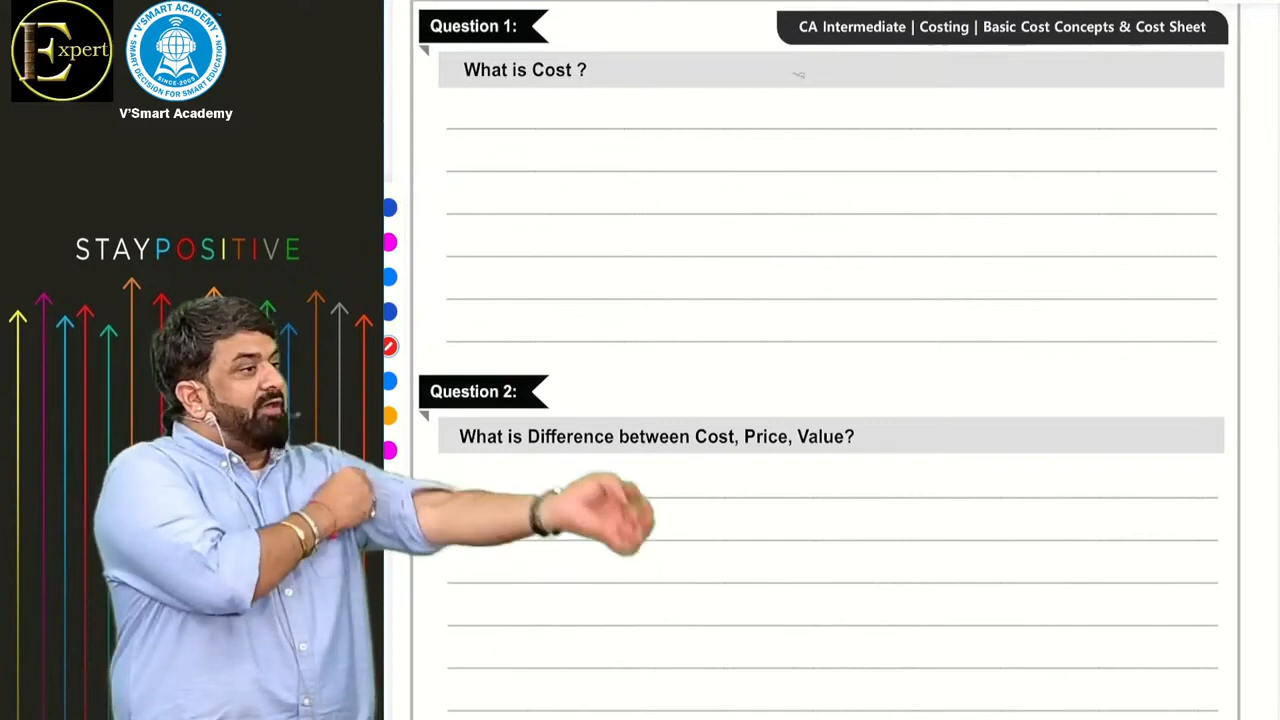 Expert
V'SMART ACADEMY
SINCE-2005
SMART DECISION FOR SMART EDUCATION
V'Smart Academy
STAYPOSITIVE
Question 1:
CA Intermediate | Costing | Basic Cost Concepts & Cost Sheet
What is Cost ?
Question 2:
What is Difference between Cost, Price, Value?